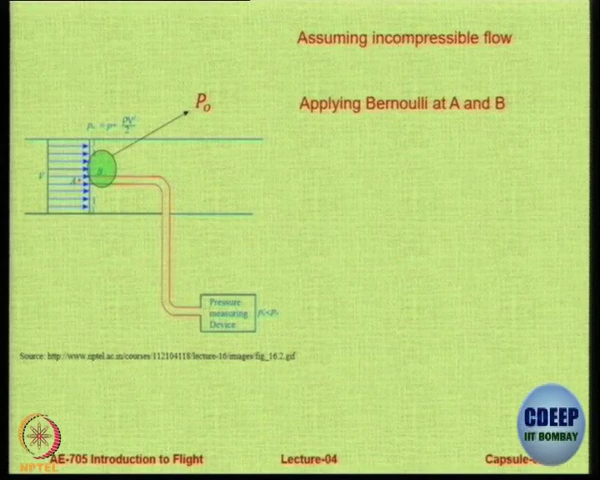 Assuming incompressible flow
Applying Bernoulli at A and B
P₀
V
A
B
Pressure
measuring
Device
Source: http://www.nptel.ac.in/courses/112104118/lecture-16/images/fig_16.2.gif
CDEEP
IIT BOMBAY
NPTEL
AE-705 Introduction to Flight
Lecture-04